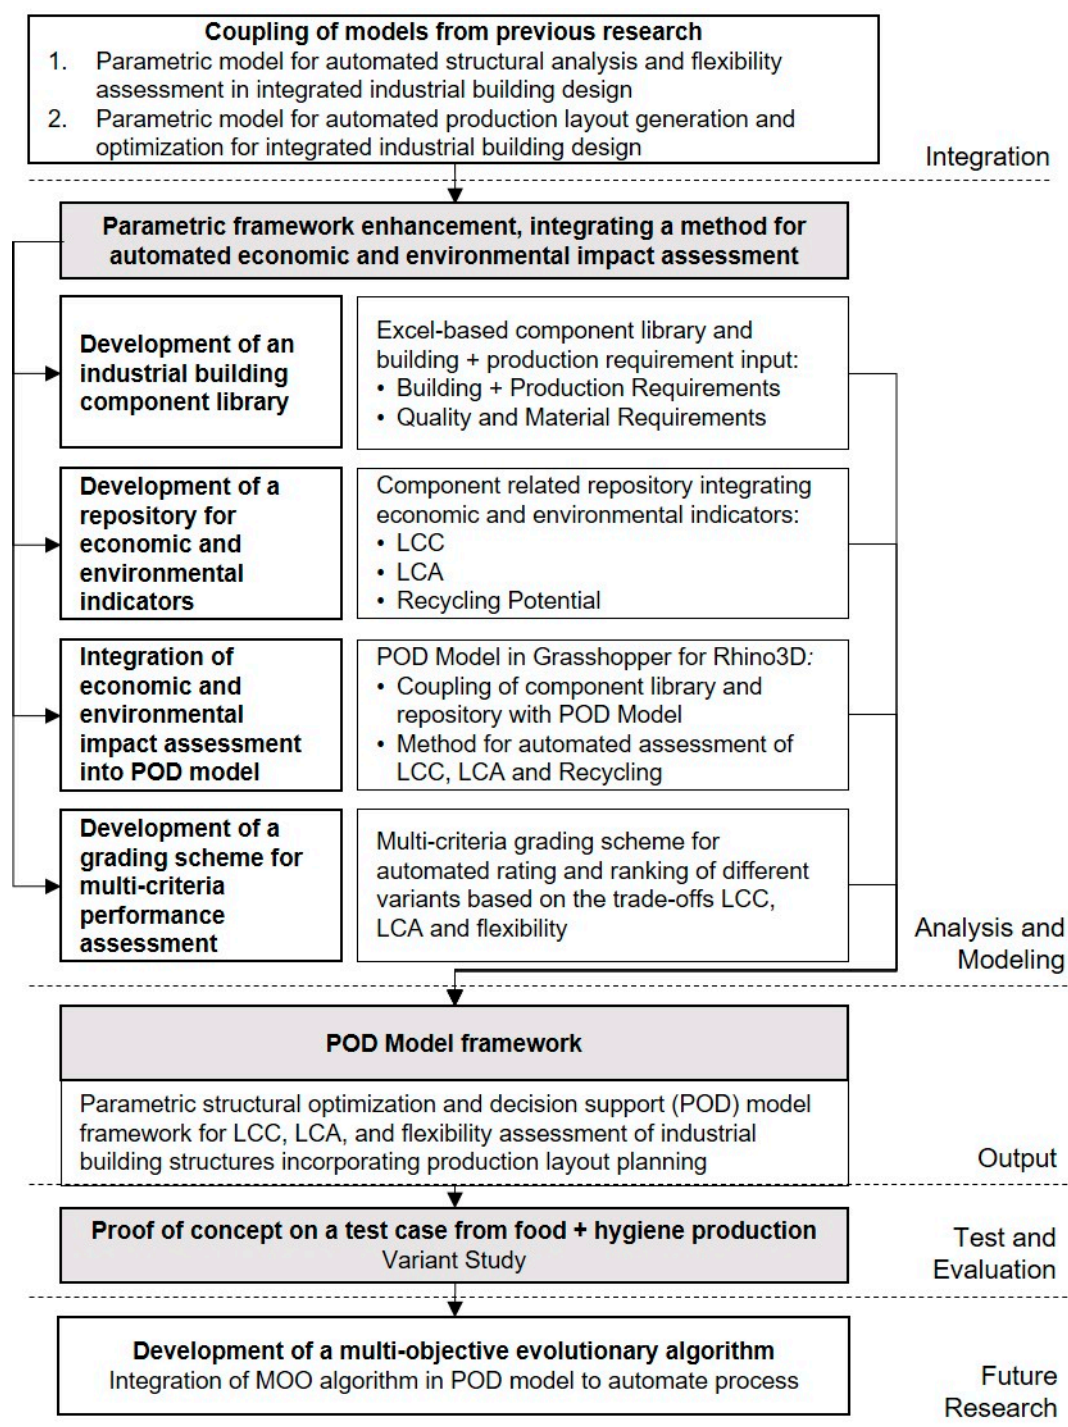 Coupling of models from previous research
1. Parametric model for automated structural analysis and flexibility
assessment in integrated industrial building design
2. Parametric model for automated production layout generation and
optimization for integrated industrial building design
Integration
Parametric framework enhancement, integrating a method for
automated economic and environmental impact assessment
Development of an
industrial building
component library
Excel-based component library and
building + production requirement input:
• Building + Production Requirements
• Quality and Material Requirements
Development of a
repository for
economic and
environmental
indicators
Component related repository integrating
economic and environmental indicators:
• LCC
• LCA
• Recycling Potential
Integration of
economic and
environmental
impact assessment
into POD model
POD Model in Grasshopper for Rhino3D:
• Coupling of component library and
repository with POD Model
• Method for automated assessment of
LCC, LCA and Recycling
Development of a
grading scheme for
multi-criteria
performance
assessment
Multi-criteria grading scheme for
automated rating and ranking of different
variants based on the trade-offs LCC,
LCA and flexibility
Analysis and
Modeling
POD Model framework
Parametric structural optimization and decision support (POD) model
framework for LCC, LCA, and flexibility assessment of industrial
building structures incorporating production layout planning
Output
Proof of concept on a test case from food + hygiene production
Variant Study
Test and
Evaluation
Development of a multi-objective evolutionary algorithm
Integration of MOO algorithm in POD model to automate process
Future
Research